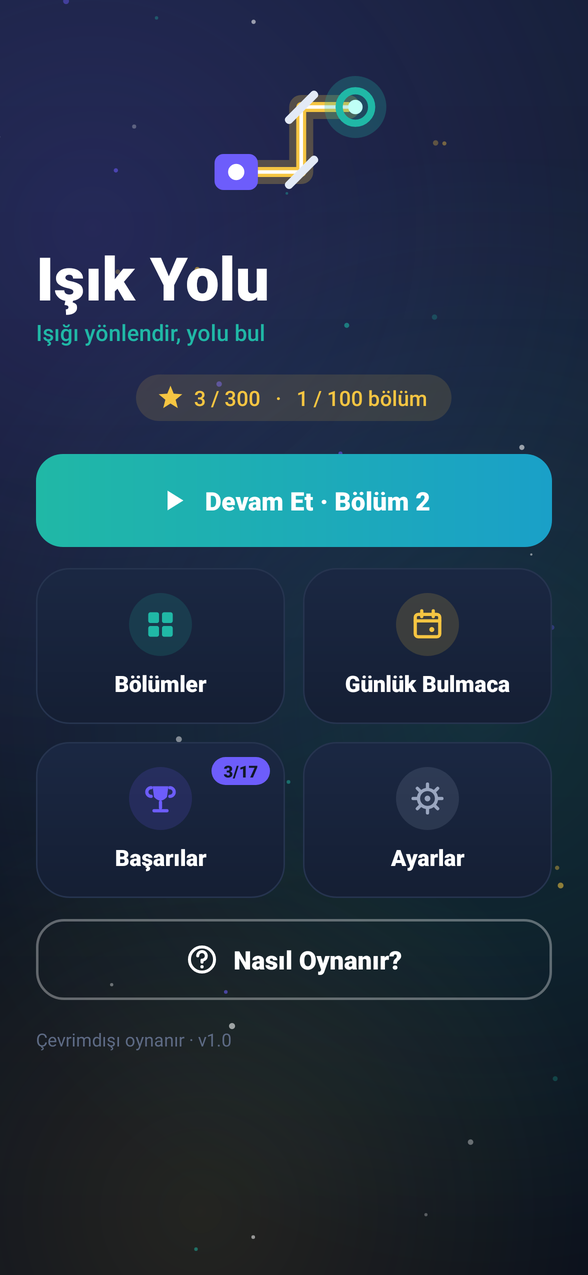 Işık Yolu
Işığı yönlendir, yolu bul
3 / 300 · 1 / 100 bölüm
Devam Et · Bölüm 2
Bölümler
Günlük Bulmaca
3/17
Başarılar
Ayarlar
Nasıl Oynanır?
Çevrimdışı oynanır · v1.0